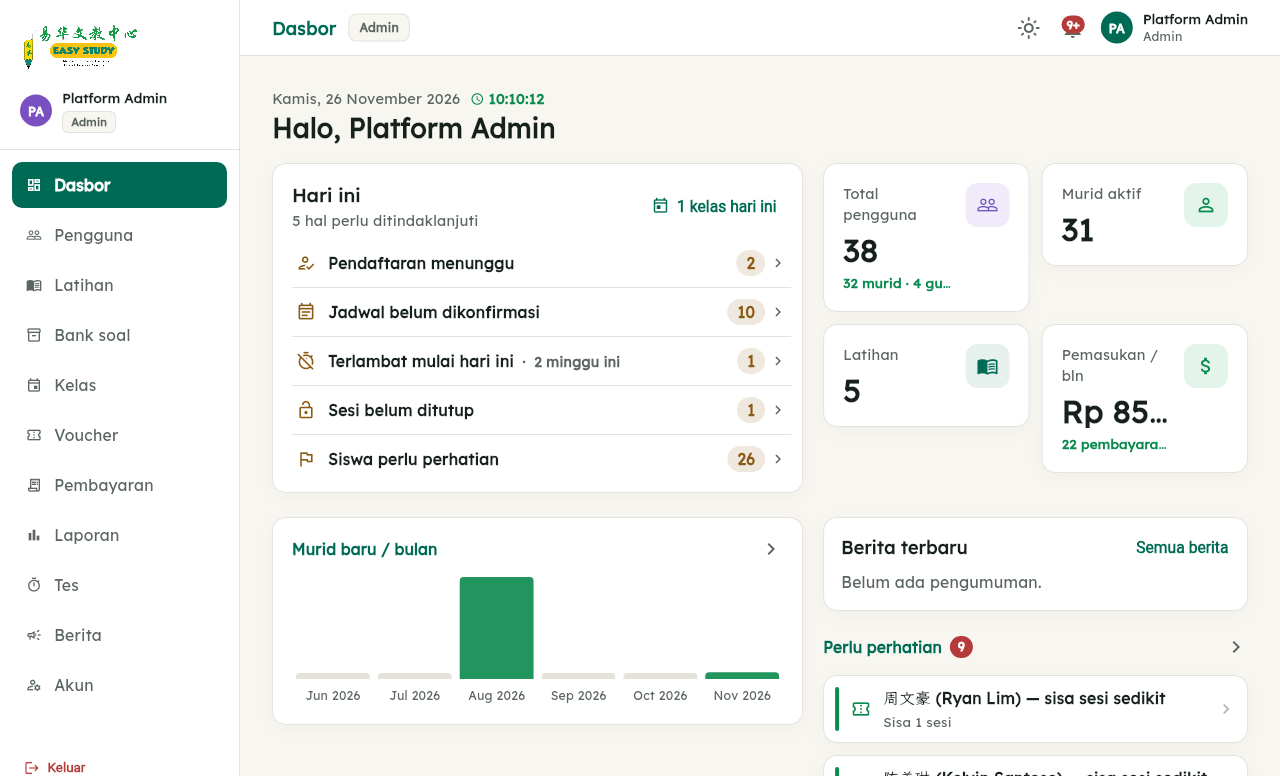 易华文教中心
EASY STUDY
Platform Admin
PA
Admin
Dasbor
Pengguna
Latihan
Bank soal
Kelas
Voucher
Pembayaran
Laporan
Tes
Berita
Akun
Keluar
Dasbor
Admin
9+
PA
Platform Admin
Admin
Kamis, 26 November 2026
10:10:12
Halo, Platform Admin
Hari ini
5 hal perlu ditindaklanjuti
1 kelas hari ini
Pendaftaran menunggu
2
Jadwal belum dikonfirmasi
10
Terlambat mulai hari ini · 2 minggu ini
1
Sesi belum ditutup
1
Siswa perlu perhatian
26
Total
pengguna
38
32 murid · 4 gu…
Murid aktif
31
Latihan
5
Pemasukan /
bln
Rp 85…
22 pembayara…
Murid baru / bulan
Jun 2026
Jul 2026
Aug 2026
Sep 2026
Oct 2026
Nov 2026
Berita terbaru
Semua berita
Belum ada pengumuman.
Perlu perhatian
9
周文豪 (Ryan Lim) — sisa sesi sedikit
Sisa 1 sesi
(Kelvin Santoso) — sisa sesi sedikit